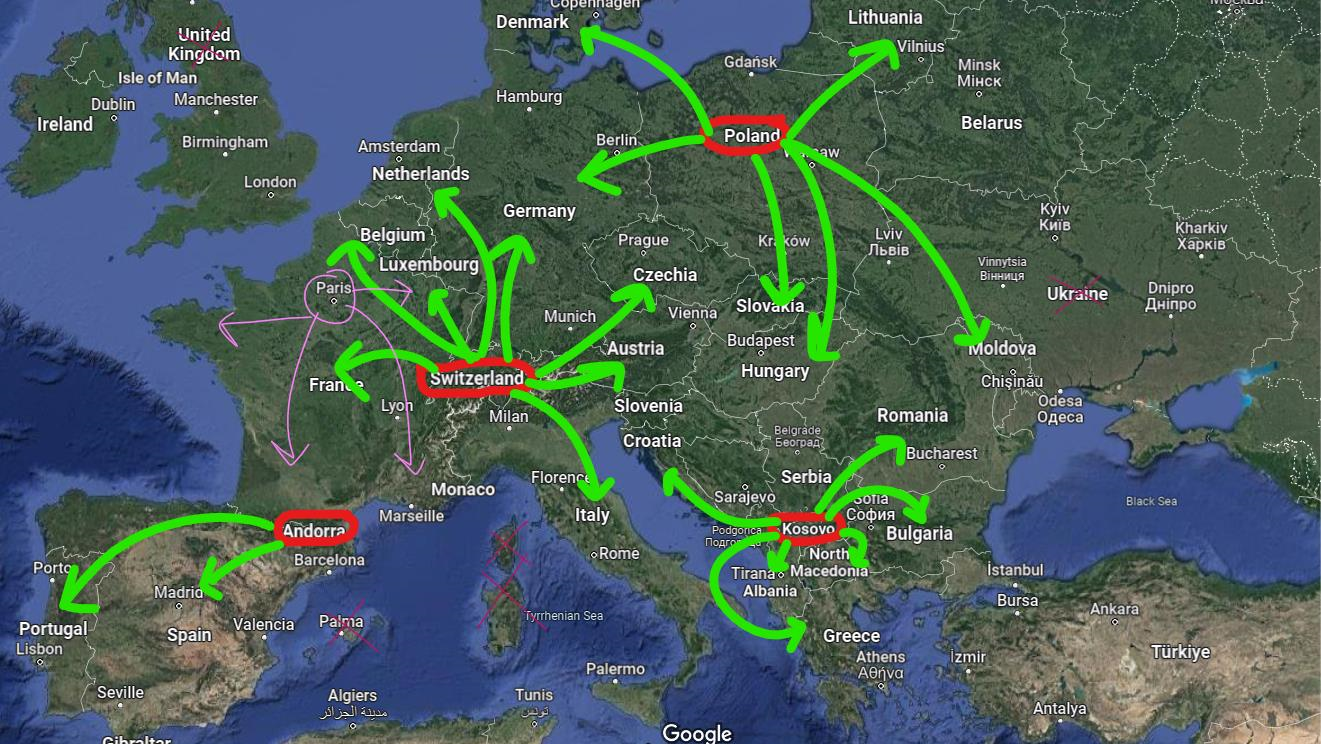 Copenhagen
Denmark
Lithuania
Vilnius
United
Kingdom
Gdańsk
Minsk
Мінск
Isle of Man
Hamburg
Dublin
Manchester
Ireland
Belarus
Birmingham
Amsterdam
Berlin
Poland
Warsaw
Netherlands
London
Germany
Kyiv
Київ
Belgium
Prague
Kraków
Lviv
Львів
Kharkiv
Харків
Luxembourg
Czechia
Vinnytsia
Вінниця
Paris
Ukraine
Dnipro
Дніпро
Slovakia
Munich
Vienna
Budapest
Austria
Moldova
Hungary
Switzerland
France
Chișinău
Lyon
Slovenia
Odesa
Одеса
Milan
Romania
Croatia
Belgrade
Београд
Bucharest
Florence
Serbia
Monaco
Sarajevo
Sofia
София
Black Sea
Marseille
Italy
Andorra
Podgorica
Kosovo
Bulgaria
Rome
North
Macedonia
Barcelona
Porto
Tirana
Albania
İstanbul
Madrid
Bursa
Ankara
Palma
Tyrrhenian Sea
Portugal
Spain
Valencia
Greece
Lisbon
Athens
Αθήνα
İzmir
Türkiye
Palermo
Seville
Algiers
مدينة الجزائر
Tunis
تونس
Antalya
Google
Gibraltar